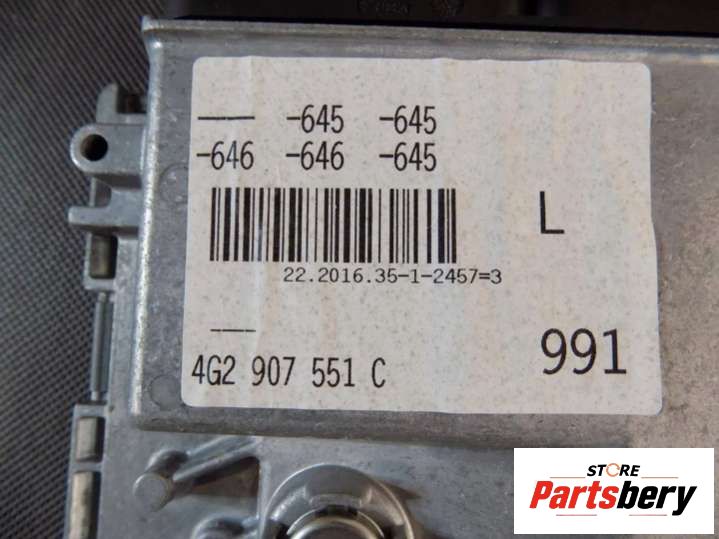 -645 -645
-646 -646 -645
L
22.2016.35-1-2457=3
991
4G2 907 551 C
STORE
Partsbery